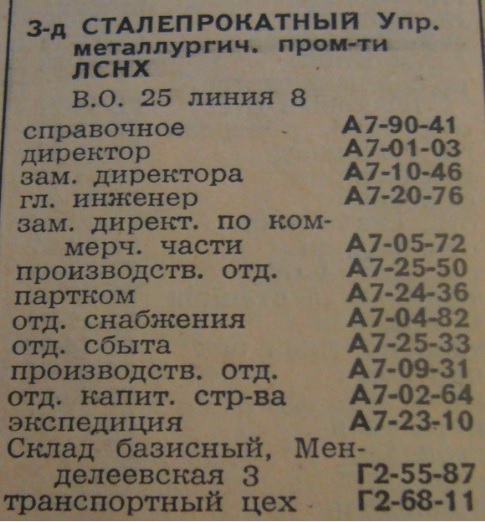 З-д СТАЛЕПРОКАТНЫЙ Упр.
металлургич. пром-ти
ЛСНХ
В.О. 25 линия 8
справочное А7-90-41
директор А7-01-03
зам. директора А7-10-46
гл. инженер А7-20-76
зам. директ. по ком-
мерч. части А7-05-72
производств. отд. А7-25-50
партком А7-24-36
отд. снабжения А7-04-82
отд. сбыта А7-25-33
производств. отд. А7-09-31
отд. капит. стр-ва А7-02-64
экспедиция А7-23-10
Склад базисный, Мен-
делеевская 3 Г2-55-87
транспортный цех Г2-68-11